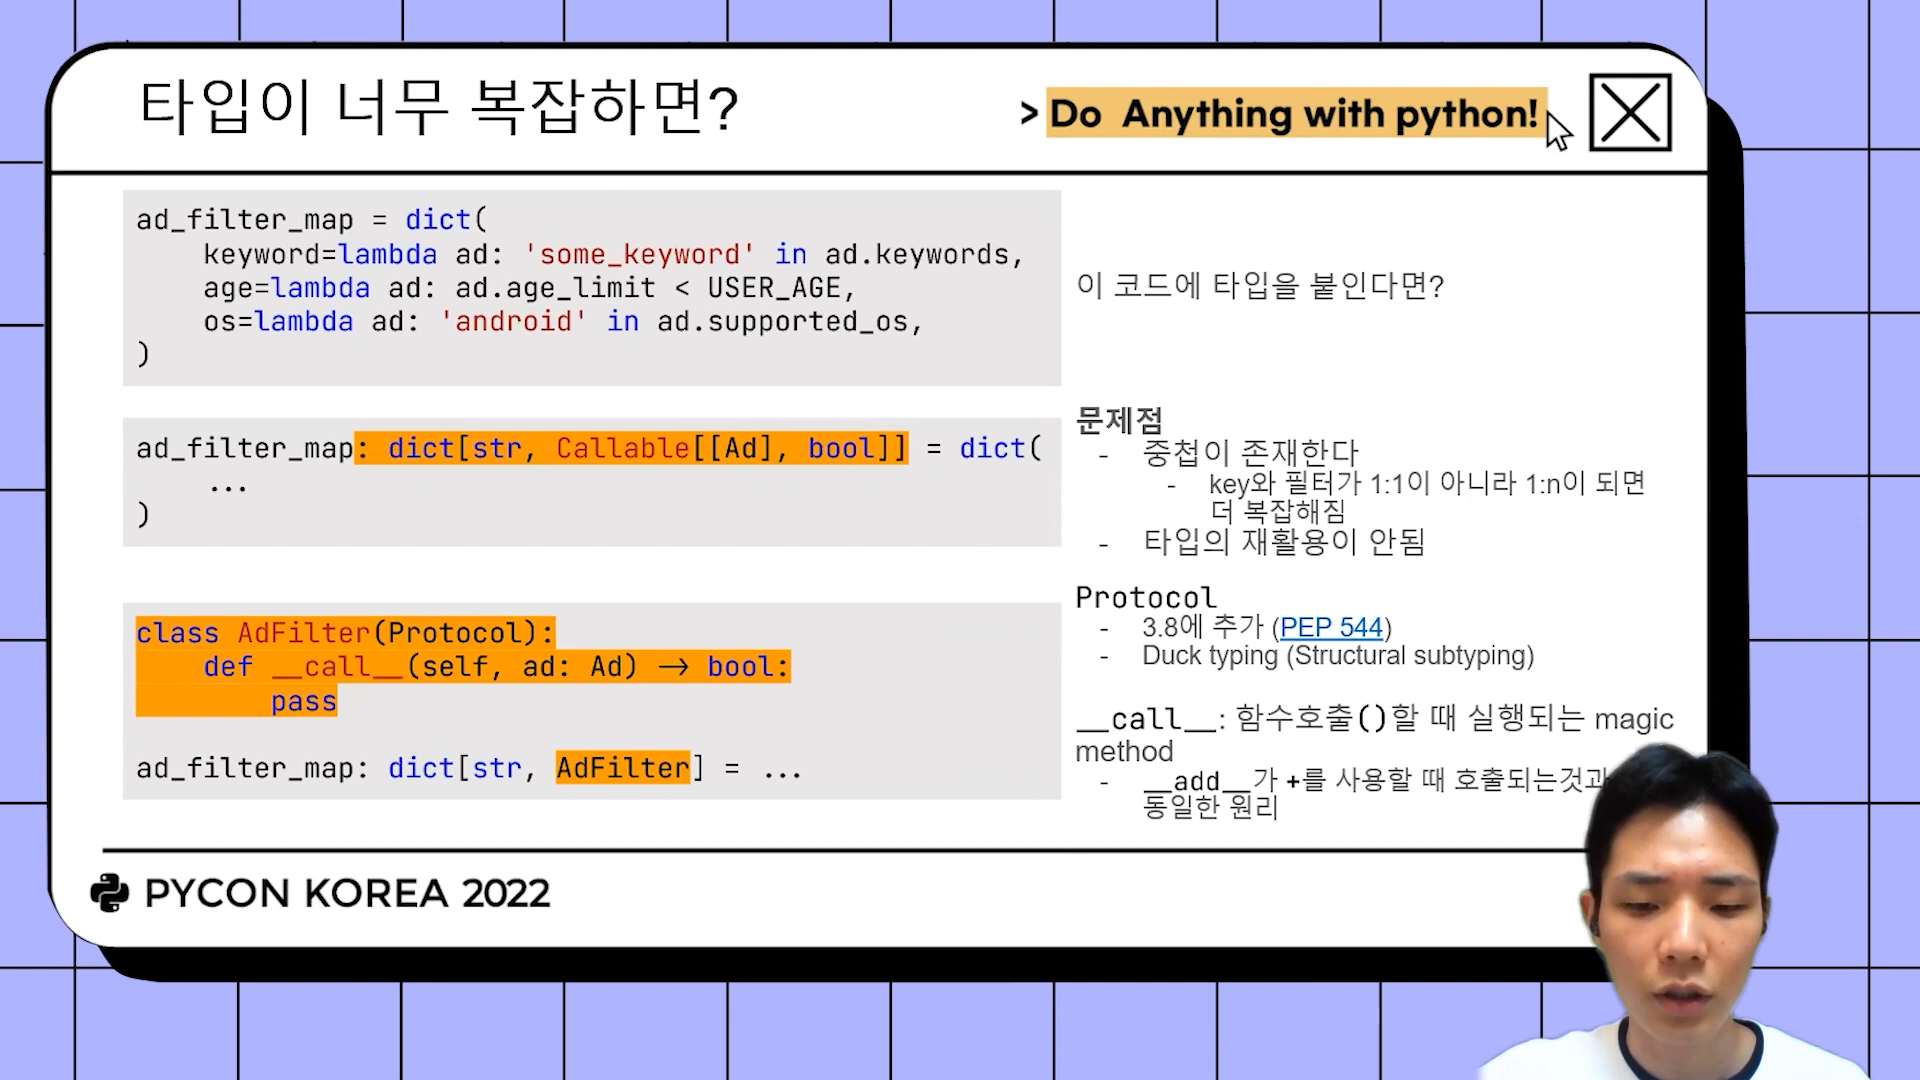 타입이 너무 복잡하면?
> Do Anything with python!
ad_filter_map = dict(
keyword=lambda ad: 'some_keyword' in ad.keywords,
age=lambda ad: ad.age_limit < USER_AGE,
os=lambda ad: 'android' in ad.supported_os,
)
이 코드에 타입을 붙인다면?
ad_filter_map: dict[str, Callable[[Ad], bool]] = dict(
...
)
문제점
- 중첩이 존재한다
- key와 필터가 1:1이 아니라 1:n이 되면
더 복잡해짐
- 타입의 재활용이 안됨
class AdFilter(Protocol):
def __call__(self, ad: Ad) → bool:
pass
ad_filter_map: dict[str, AdFilter] = ...
Protocol
- 3.8에 추가 (PEP 544)
- Duck typing (Structural subtyping)
__call__: 함수호출()할 때 실행되는 magic
method
- __add__가 +를 사용할 때 호출되는것과
동일한 원리
PYCON KOREA 2022